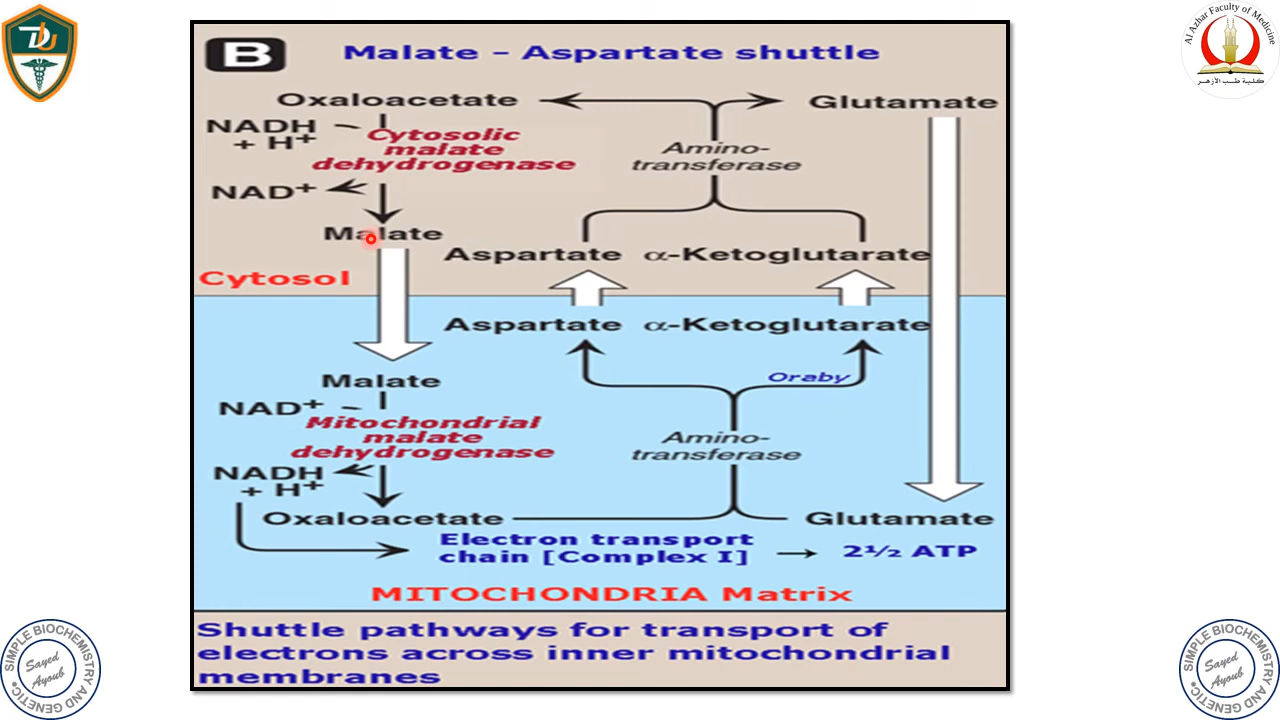 DU
Al Azhar Faculty of Medicine
كلية طب الأزهر
B
Malate – Aspartate shuttle
Oxaloacetate
Glutamate
NADH
+ H⁺
Cytosolic
malate
dehydrogenase
NAD⁺
Amino-
transferase
Malate
Aspartate
α-Ketoglutarate
Cytosol
Aspartate
α-Ketoglutarate
Oraby
Malate
NAD⁺
Mitochondrial
malate
dehydrogenase
Amino-
transferase
NADH
+ H⁺
Oxaloacetate
Glutamate
Electron transport
chain [Complex I]
2½ ATP
MITOCHONDRIA Matrix
Shuttle pathways for transport of
electrons across inner mitochondrial
membranes
SIMPLE BIOCHEMISTRY AND GENETIC
Sayed
Ayoub
SIMPLE BIOCHEMISTRY AND GENETIC
Sayed
Ayoub